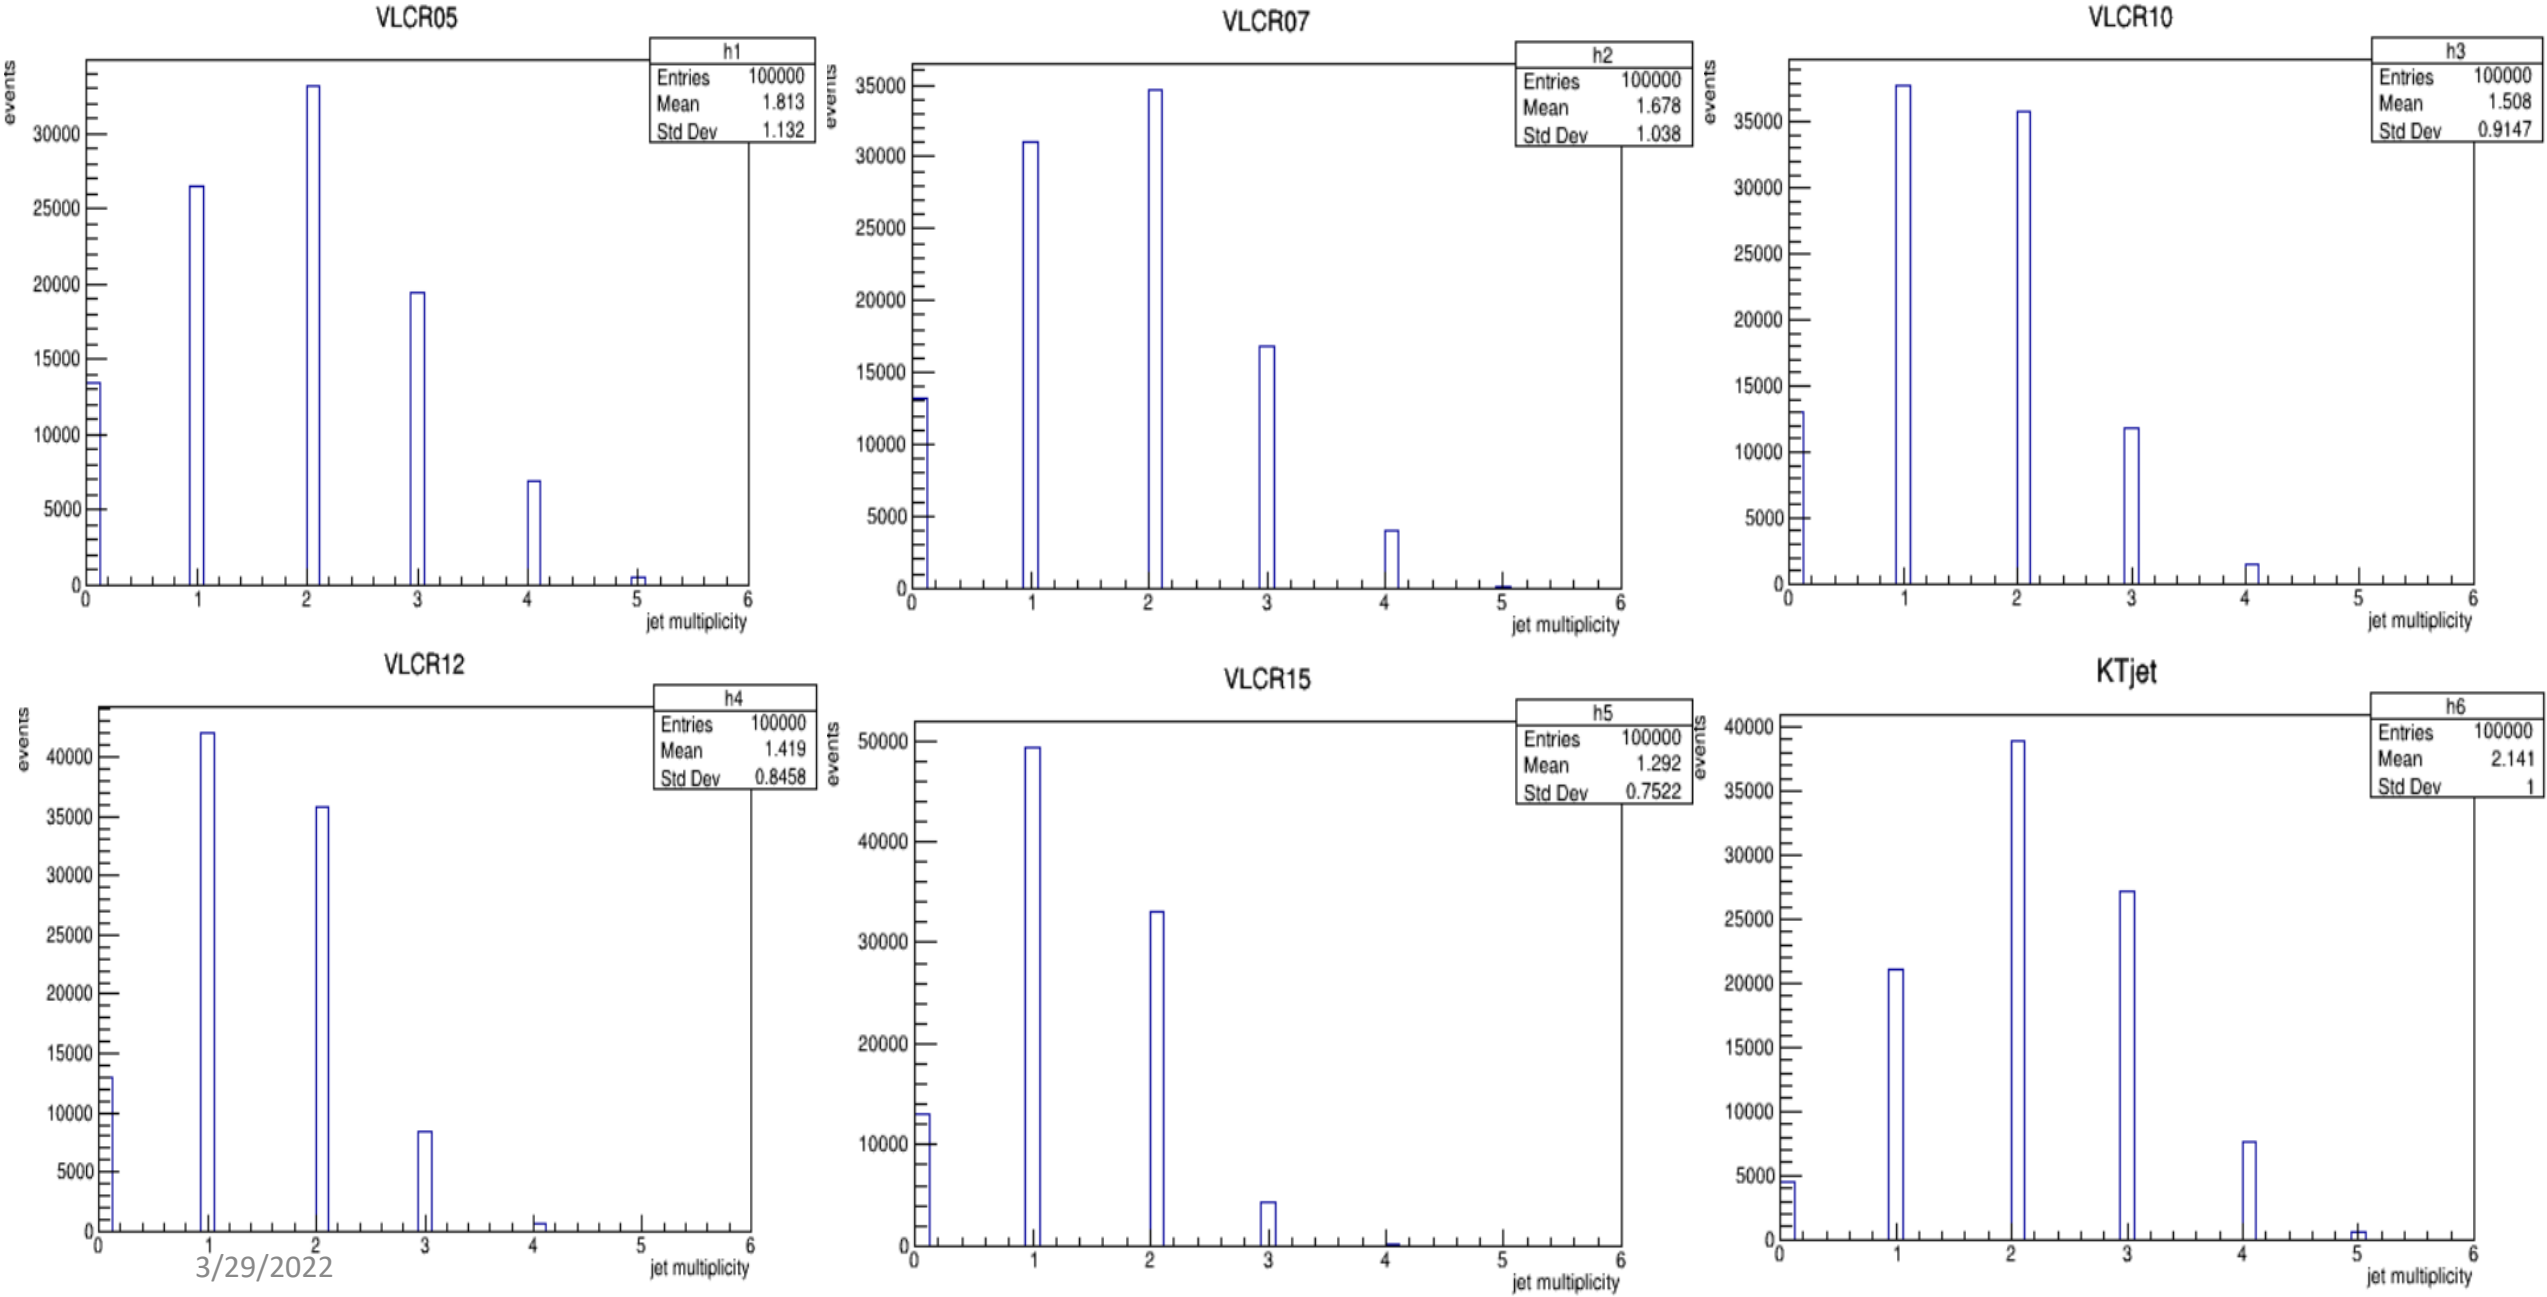 VLCR05
h1
Entries 100000
Mean 1.813
Std Dev 1.132
events
30000
25000
20000
15000
10000
5000
0
0 1 2 3 4 5 6
jet multiplicity
VLCR07
h2
Entries 100000
Mean 1.678
Std Dev 1.038
events
35000
30000
25000
20000
15000
10000
5000
0
0 1 2 3 4 5 6
jet multiplicity
VLCR10
h3
Entries 100000
Mean 1.508
Std Dev 0.9147
events
35000
30000
25000
20000
15000
10000
5000
0
0 1 2 3 4 5 6
jet multiplicity
VLCR12
h4
Entries 100000
Mean 1.419
Std Dev 0.8458
events
40000
35000
30000
25000
20000
15000
10000
5000
0
0 1 2 3 4 5 6
jet multiplicity
3/29/2022
VLCR15
h5
Entries 100000
Mean 1.292
Std Dev 0.7522
events
50000
40000
30000
20000
10000
0
0 1 2 3 4 5 6
jet multiplicity
KTjet
h6
Entries 100000
Mean 2.141
Std Dev 1
events
40000
35000
30000
25000
20000
15000
10000
5000
0
0 1 2 3 4 5 6
jet multiplicity